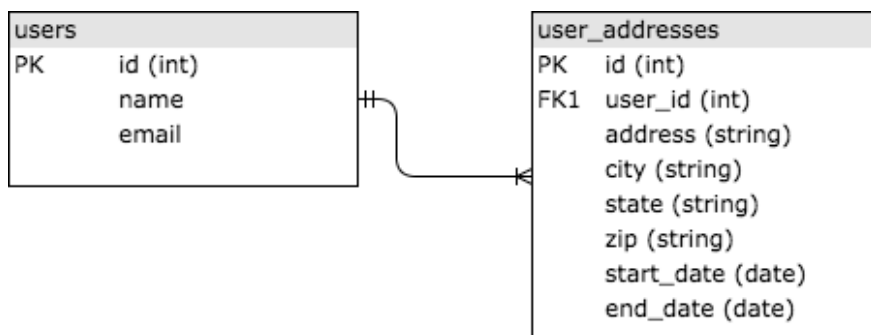 users
PK id (int)
name
email
user_addresses
PK id (int)
FK1 user_id (int)
address (string)
city (string)
state (string)
zip (string)
start_date (date)
end_date (date)